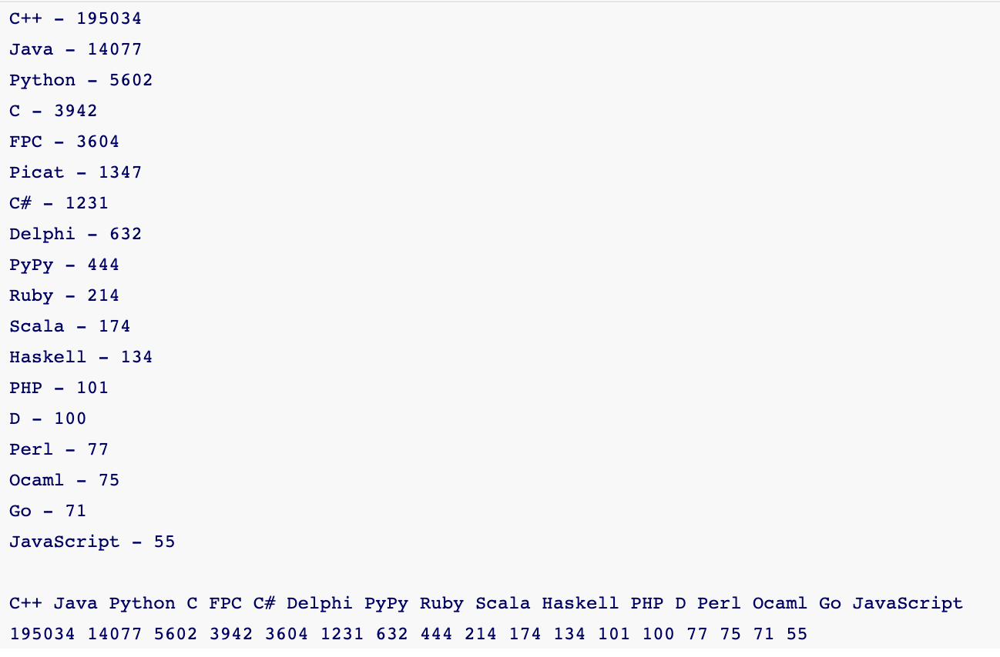 C++ - 195034
Java - 14077
Python - 5602
C - 3942
FPC - 3604
Picat - 1347
C# - 1231
Delphi - 632
PyPy - 444
Ruby - 214
Scala - 174
Haskell - 134
PHP - 101
D - 100
Perl - 77
Ocaml - 75
Go - 71
JavaScript - 55
C++ Java Python C FPC C# Delphi PyPy Ruby Scala Haskell PHP D Perl Ocaml Go JavaScript
195034 14077 5602 3942 3604 1231 632 444 214 174 134 101 100 77 75 71 55